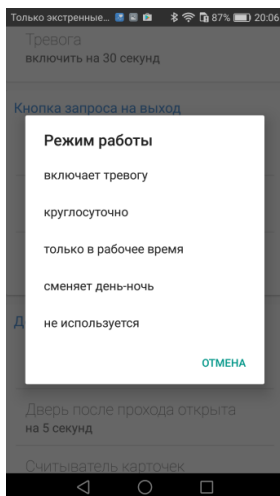 Только экстренные... 87% 20:06
Тревога
включить на 30 секунд
Кнопка запроса на выход
Режим работы
включает тревогу
круглосуточно
только в рабочее время
сменяет день-ночь
не используется
ОТМЕНА
Дверь после прохода открыта
на 5 секунд
Считыватель карточек